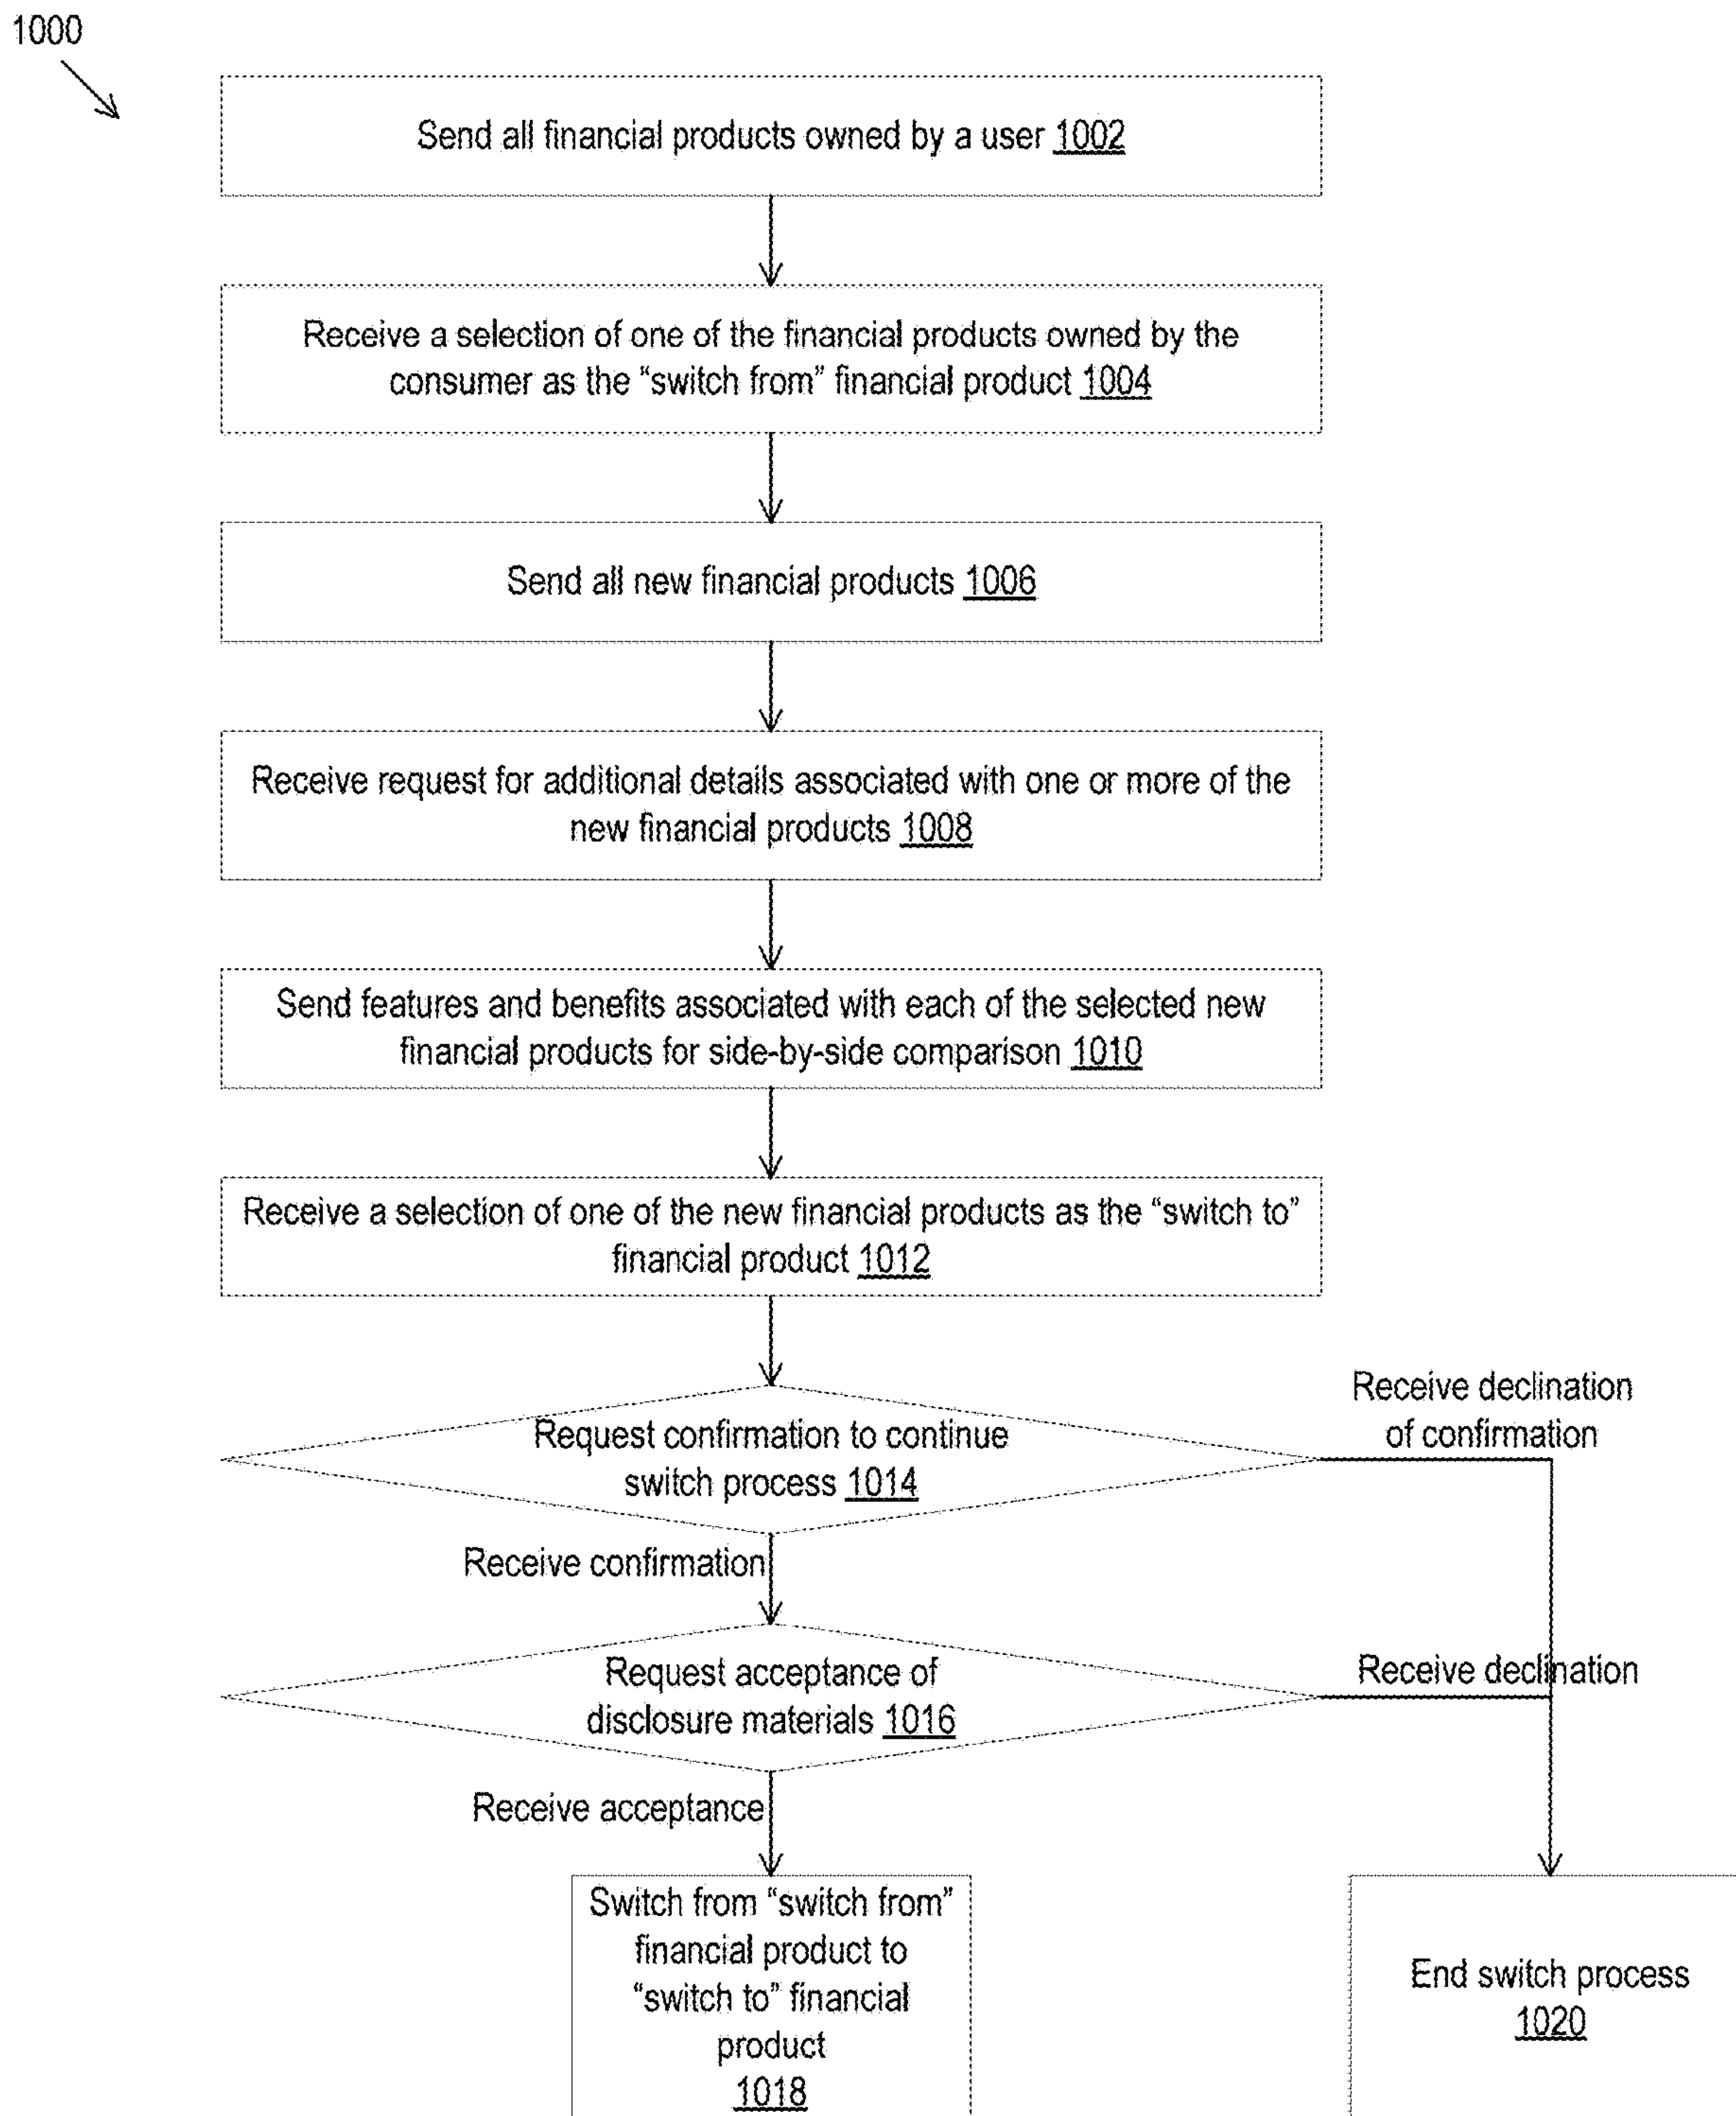 1000
Send all financial products owned by a user 1002
Receive a selection of one of the financial products owned by the
consumer as the “switch from” financial product 1004
Send all new financial products 1006
Receive request for additional details associated with one or more of the
new financial products 1008
Send features and benefits associated with each of the selected new
financial products for side-by-side comparison 1010
Receive a selection of one of the new financial products as the “switch to”
financial product 1012
Request confirmation to continue
switch process 1014
Receive declination
of confirmation
Receive confirmation
Request acceptance of
disclosure materials 1016
Receive declination
Receive acceptance
Switch from “switch from”
financial product to
“switch to” financial
product
1018
End switch process
1020